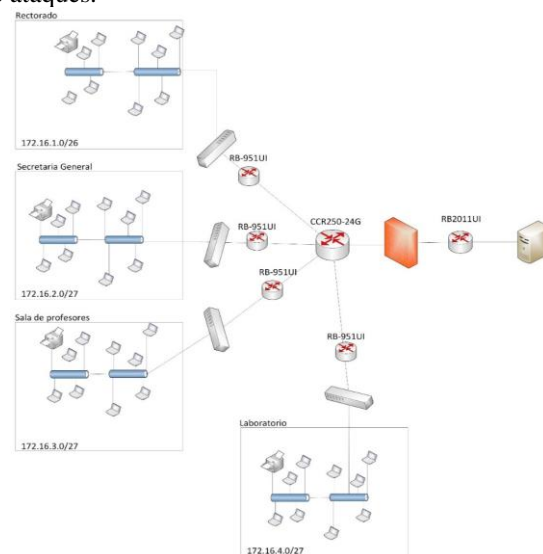 ataques.
Rectorado
172.16.1.0/26
RB-951UI
Secretaria General
CCR250-24G
RB2011UI
RB-951UI
172.16.2.0/27
RB-951UI
Sala de profesores
RB-951UI
172.16.3.0/27
Laboratorio
172.16.4.0/27